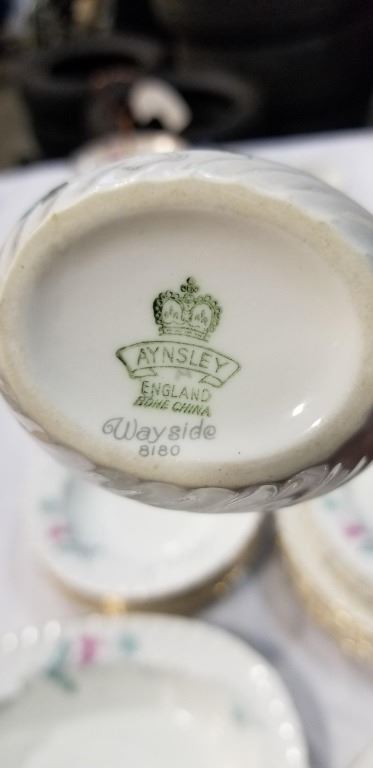 AYNSLEY
ENGLAND
BONE CHINA
Wayside
8180